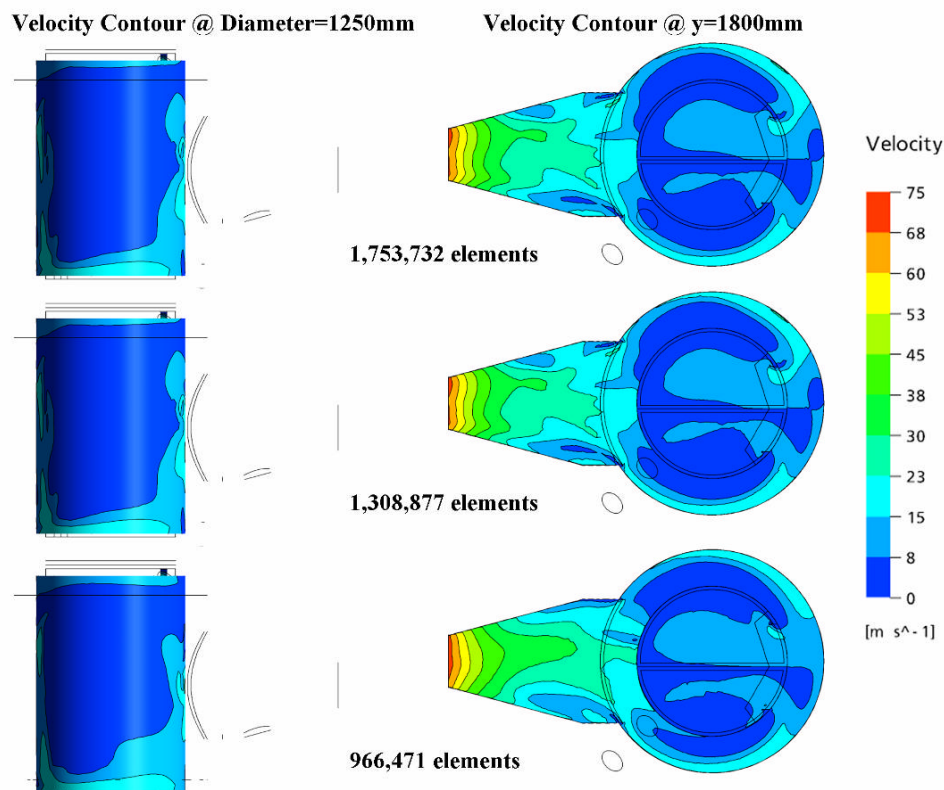 Velocity Contour @ Diameter=1250mm
Velocity Contour @ y=1800mm
1,753,732 elements
1,308,877 elements
966,471 elements
Velocity
75
68
60
53
45
38
30
23
15
8
0
[m s^-1]